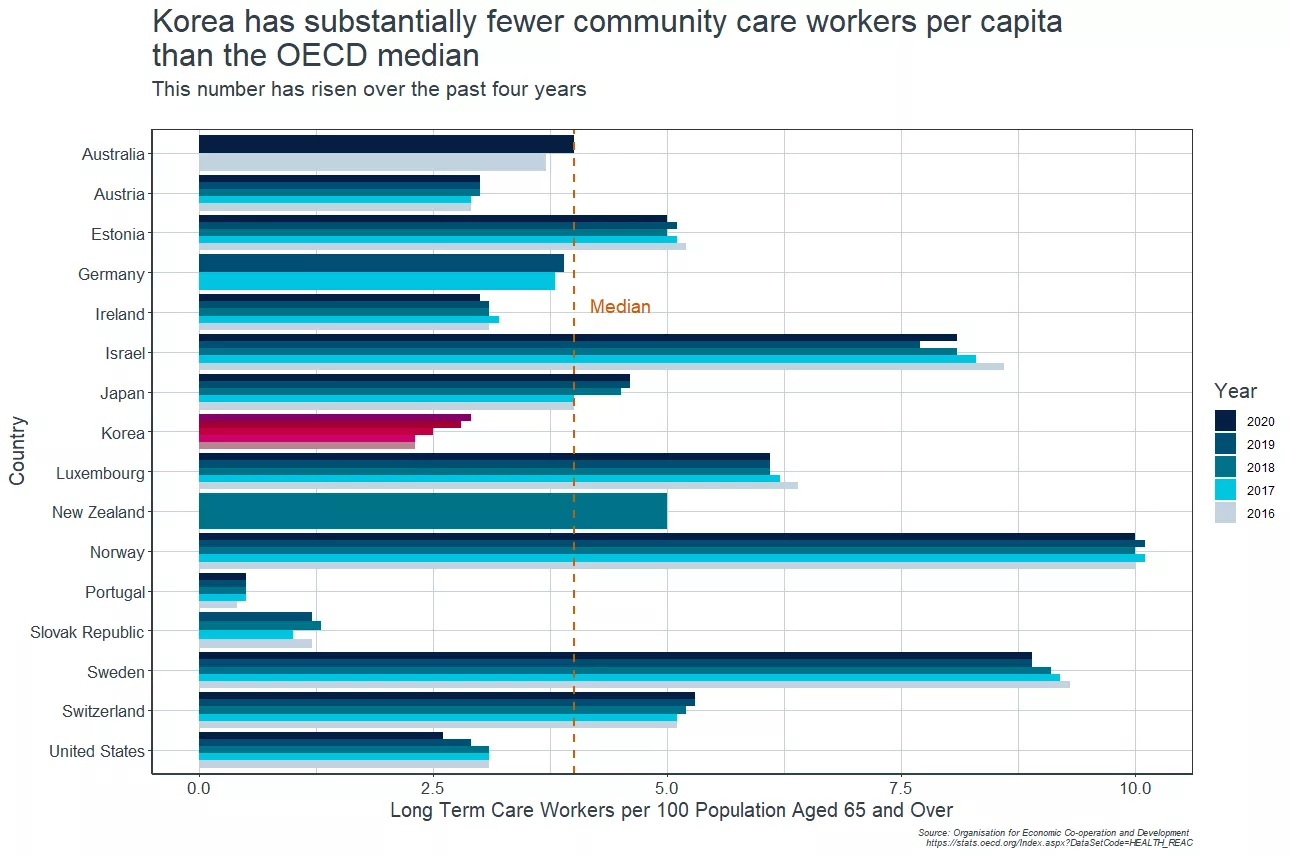 Korea has substantially fewer community care workers per capita
than the OECD median
This number has risen over the past four years
Australia
Austria
Estonia
Germany
Ireland
Median
Israel
Japan
Korea
Luxembourg
New Zealand
Norway
Portugal
Slovak Republic
Sweden
Switzerland
United States
Country
0.0
2.5
5.0
7.5
10.0
Long Term Care Workers per 100 Population Aged 65 and Over
Year
2020
2019
2018
2017
2016
Source: Organisation for Economic Co-operation and Development
https://stats.oecd.org/Index.aspx?DataSetCode=HEALTH_REAC